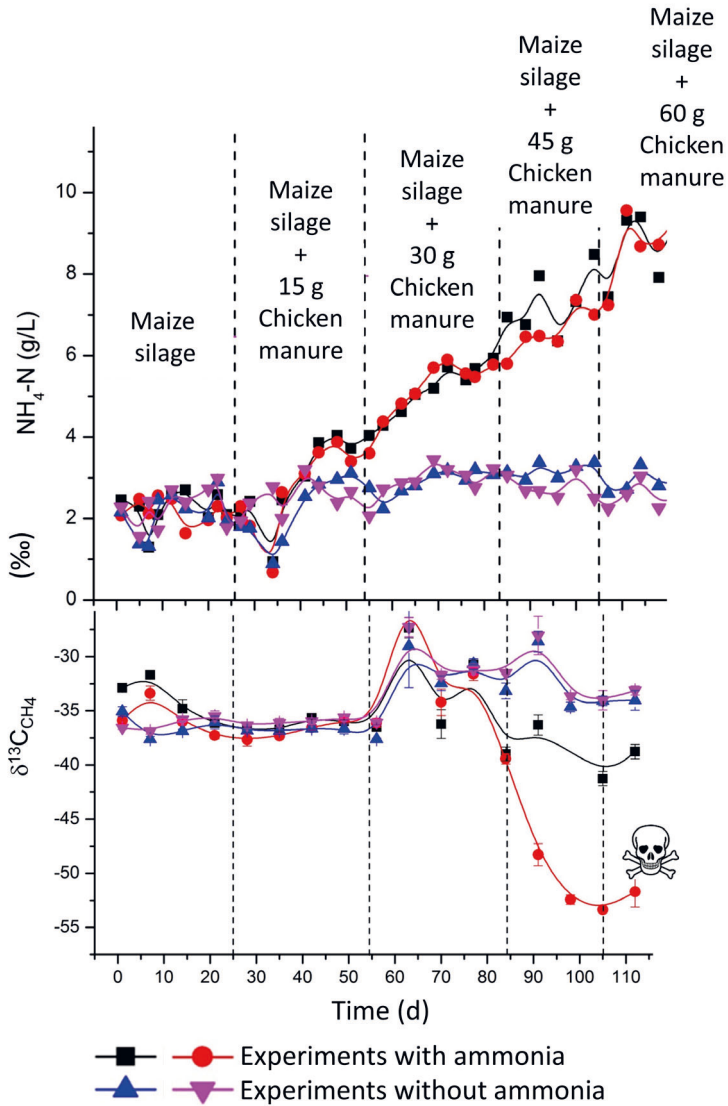 Maize
silage
Maize
silage
+
15 g
Chicken
manure
Maize
silage
+
30 g
Chicken
manure
Maize
silage
+
45 g
Chicken
manure
Maize
silage
+
60 g
Chicken
manure
NH4-N (g/L)
10
8
6
4
2
0
(‰)
δ13CCH4
-30
-35
-40
-45
-50
-55
0 10 20 30 40 50 60 70 80 90 100 110
Time (d)
Experiments with ammonia
Experiments without ammonia